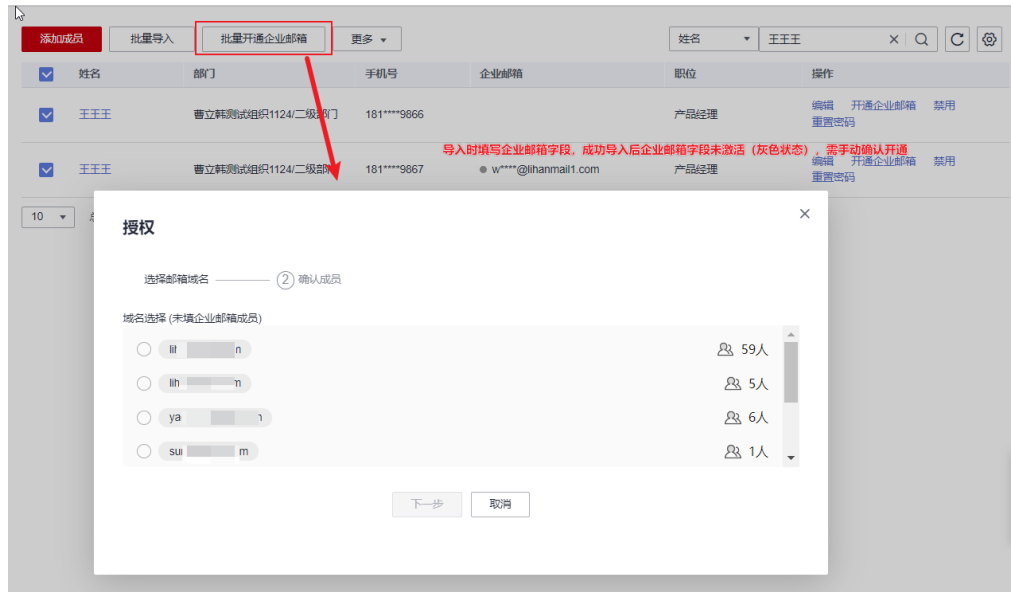 添加成员 批量导入 批量开通企业邮箱 更多 姓名 王王王
姓名 部门 手机号 企业邮箱 职位 操作
王王王 曹立韩测试组织1124/二级部门 181****9866 产品经理 编辑 开通企业邮箱 禁用
重置密码
导入时填写企业邮箱字段，成功导入后企业邮箱字段未激活（灰色状态），需手动确认开通
王王王 曹立韩测试组织1124/二级部 181****9867 w****@lihanmail1.com 产品经理 编辑 开通企业邮箱 禁用
重置密码
10
授权
选择邮箱域名 2 确认成员
域名选择 (未填企业邮箱成员)
59人
lih 5人
ya 6人
m 1人
下一步 取消